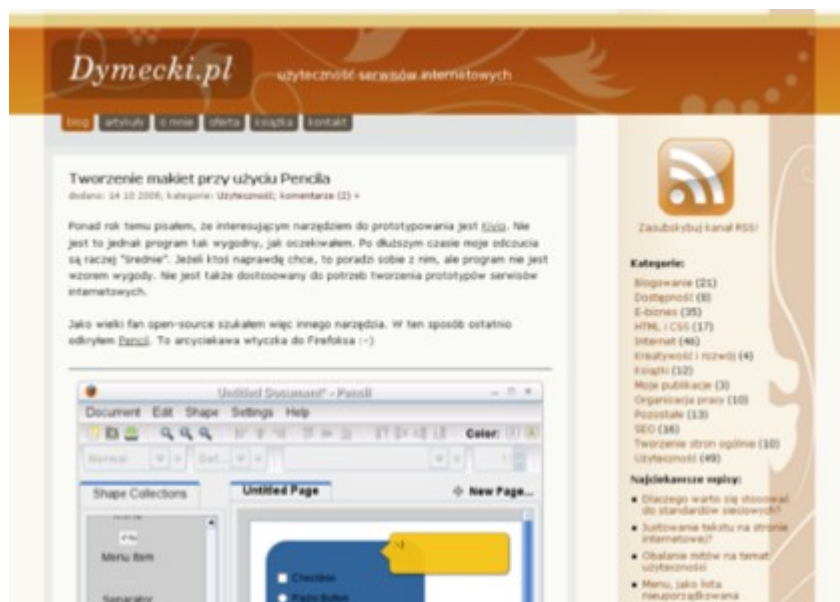 Dymecki.pl
użyteczność serwisów internetowych
blog artykuły o mnie oferta książka kontakt
Tworzenie makiet przy użyciu Pencila
dodano: 14 10 2008, kategorie: Użyteczność; komentarze (2) »
Ponad rok temu pisałem, że interesującym narzędziem do prototypowania jest Kivio. Nie
jest to jednak program tak wygodny, jak oczekiwałem. Po dłuższym czasie moje odczucia
są raczej "średnie". Jeżeli ktoś naprawdę chce, to poradzi sobie z nim, ale program nie jest
wzorem wygody. Nie jest także dostosowany do potrzeb tworzenia prototypów serwisów
internetowych.
Jako wielki fan open-source szukałem więc innego narzędzia. W ten sposób ostatnio
odkryłem Pencil. To arcyciekawa wtyczka do Firefoksa :-)
Untitled Document* - Pencil
Document Edit Shape Settings Help
Color:
Normal
Shape Collections
Untitled Page
New Page...
Menu Item
Separator
:-)
Checkbox
Radio Button
Zasubskrybuj kanał RSS!
Kategorie:
Blogowanie (21)
Dostępność (8)
E-biznes (35)
HTML i CSS (17)
Internet (46)
Kreatywność i rozwój (4)
Książki (12)
Moje publikacje (3)
Organizacja pracy (10)
Pozostałe (13)
SEO (16)
Tworzenie stron ogólnie (10)
Użyteczność (49)
Najciekawsze wpisy:
Dlaczego warto się stosować
do standardów sieciowych?
Justowanie tekstu na stronie
internetowej?
Obalanie mitów na temat
użyteczności
Menu, jako lista
nieuporządkowana